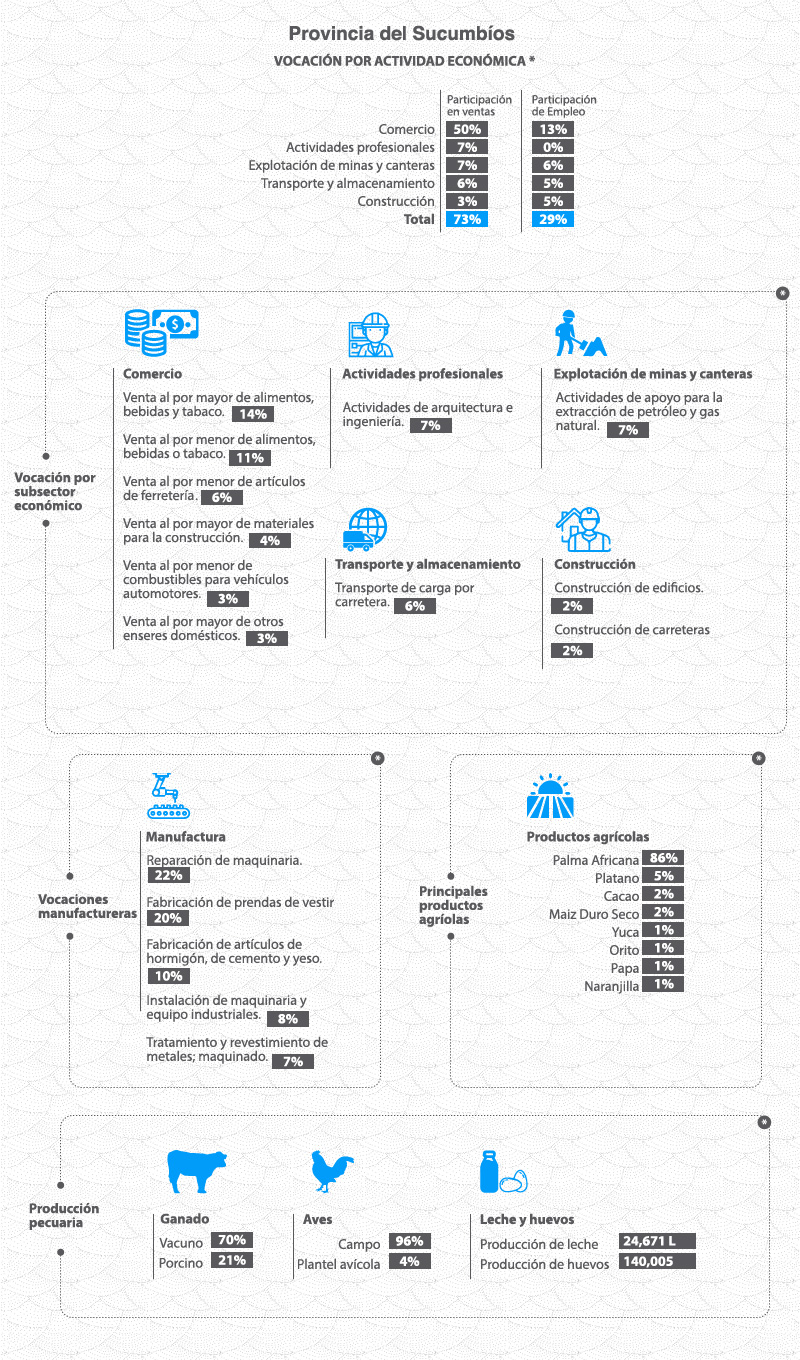 Provincia del Sucumbíos
VOCACIÓN POR ACTIVIDAD ECONÓMICA *
Participación en ventas
Participación de Empleo
Comercio 50% 13%
Actividades profesionales 7% 0%
Explotación de minas y canteras 7% 6%
Transporte y almacenamiento 6% 5%
Construcción 3% 5%
Total 73% 29%
*
Vocación por
subsector
económico
$
Comercio
Venta al por mayor de alimentos,
bebidas y tabaco. 14%
Venta al por menor de alimentos,
bebidas o tabaco. 11%
Venta al por menor de artículos
de ferretería. 6%
Venta al por mayor de materiales
para la construcción. 4%
Venta al por menor de
combustibles para vehículos
automotores. 3%
Venta al por mayor de otros
enseres domésticos. 3%
Actividades profesionales
Actividades de arquitectura e
ingeniería. 7%
Explotación de minas y canteras
Actividades de apoyo para la
extracción de petróleo y gas
natural. 7%
Transporte y almacenamiento
Transporte de carga por
carretera. 6%
Construcción
Construcción de edificios.
2%
Construcción de carreteras
2%
*
Vocaciones
manufactureras
Manufactura
Reparación de maquinaria.
22%
Fabricación de prendas de vestir
20%
Fabricación de artículos de
hormigón, de cemento y yeso.
10%
Instalación de maquinaria y
equipo industriales. 8%
Tratamiento y revestimiento de
metales; maquinado. 7%
*
Principales
productos
agríolas
Productos agrícolas
Palma Africana 86%
Platano 5%
Cacao 2%
Maiz Duro Seco 2%
Yuca 1%
Orito 1%
Papa 1%
Naranjilla 1%
*
Producción
pecuaria
Ganado
Vacuno 70%
Porcino 21%
Aves
Campo 96%
Plantel avícola 4%
Leche y huevos
Producción de leche 24,671 L
Producción de huevos 140,005